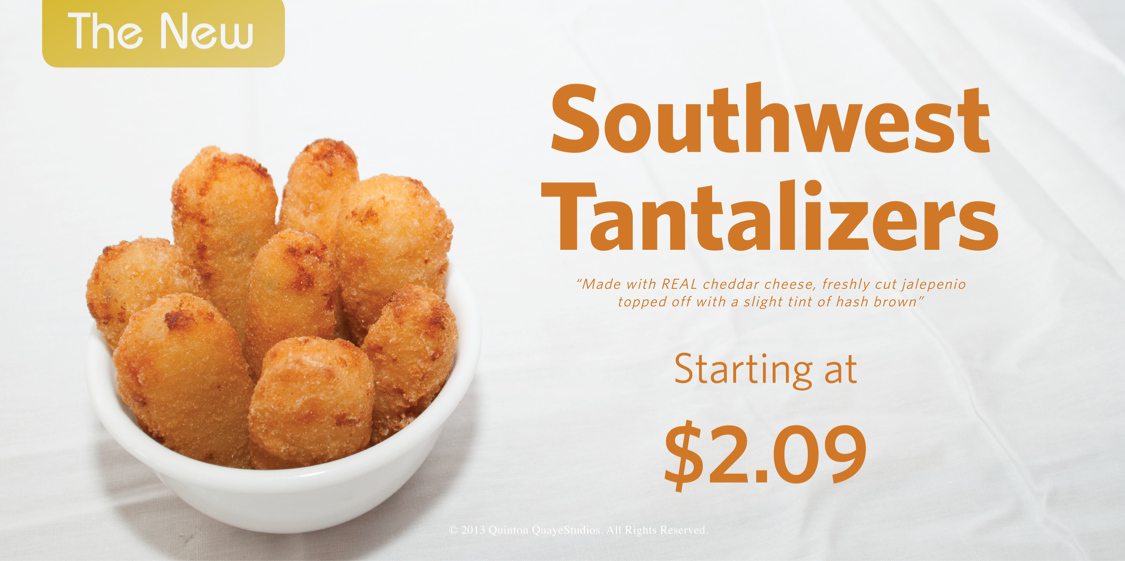 The New
Southwest
Tantalizers
“Made with REAL cheddar cheese, freshly cut jalepenio
topped off with a slight tint of hash brown”
Starting at
$2.09
© 2013 Quinton QuayeStudios. All Rights Reserved.